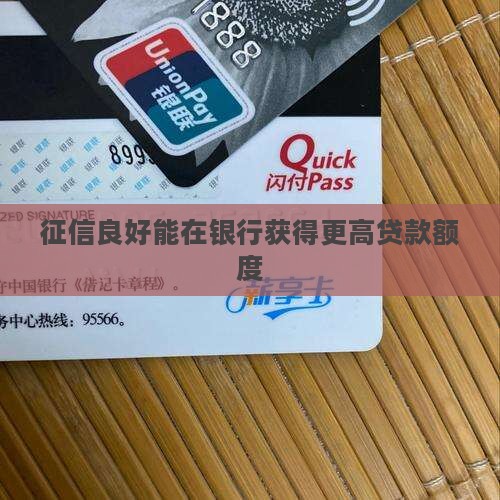 1888
UnionPay
银联
Quick
闪付Pass
899
ZED SIGNATURE
征信良好能在银行获得更高贷款额
度
守中国银行《借记卡章程》。
薪享卡
务中心热线：95566。